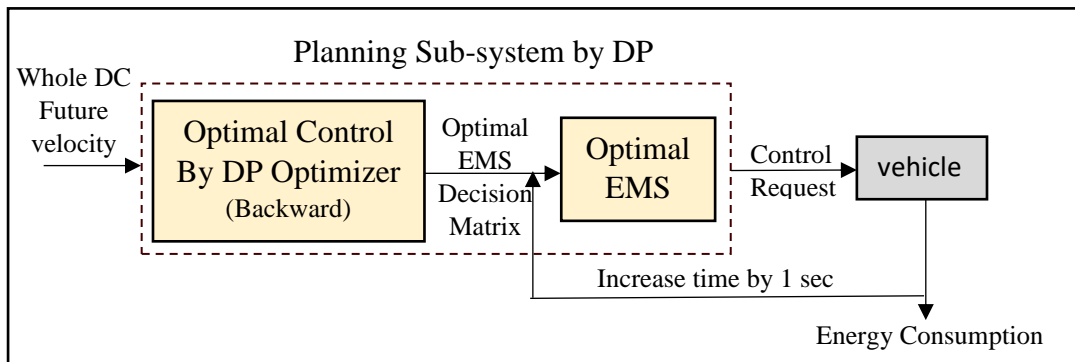 Planning Sub-system by DP
Whole DC
Future
velocity
Optimal Control
By DP Optimizer
(Backward)
Optimal
EMS
Decision
Matrix
Optimal
EMS
Control
Request
vehicle
Increase time by 1 sec
Energy Consumption